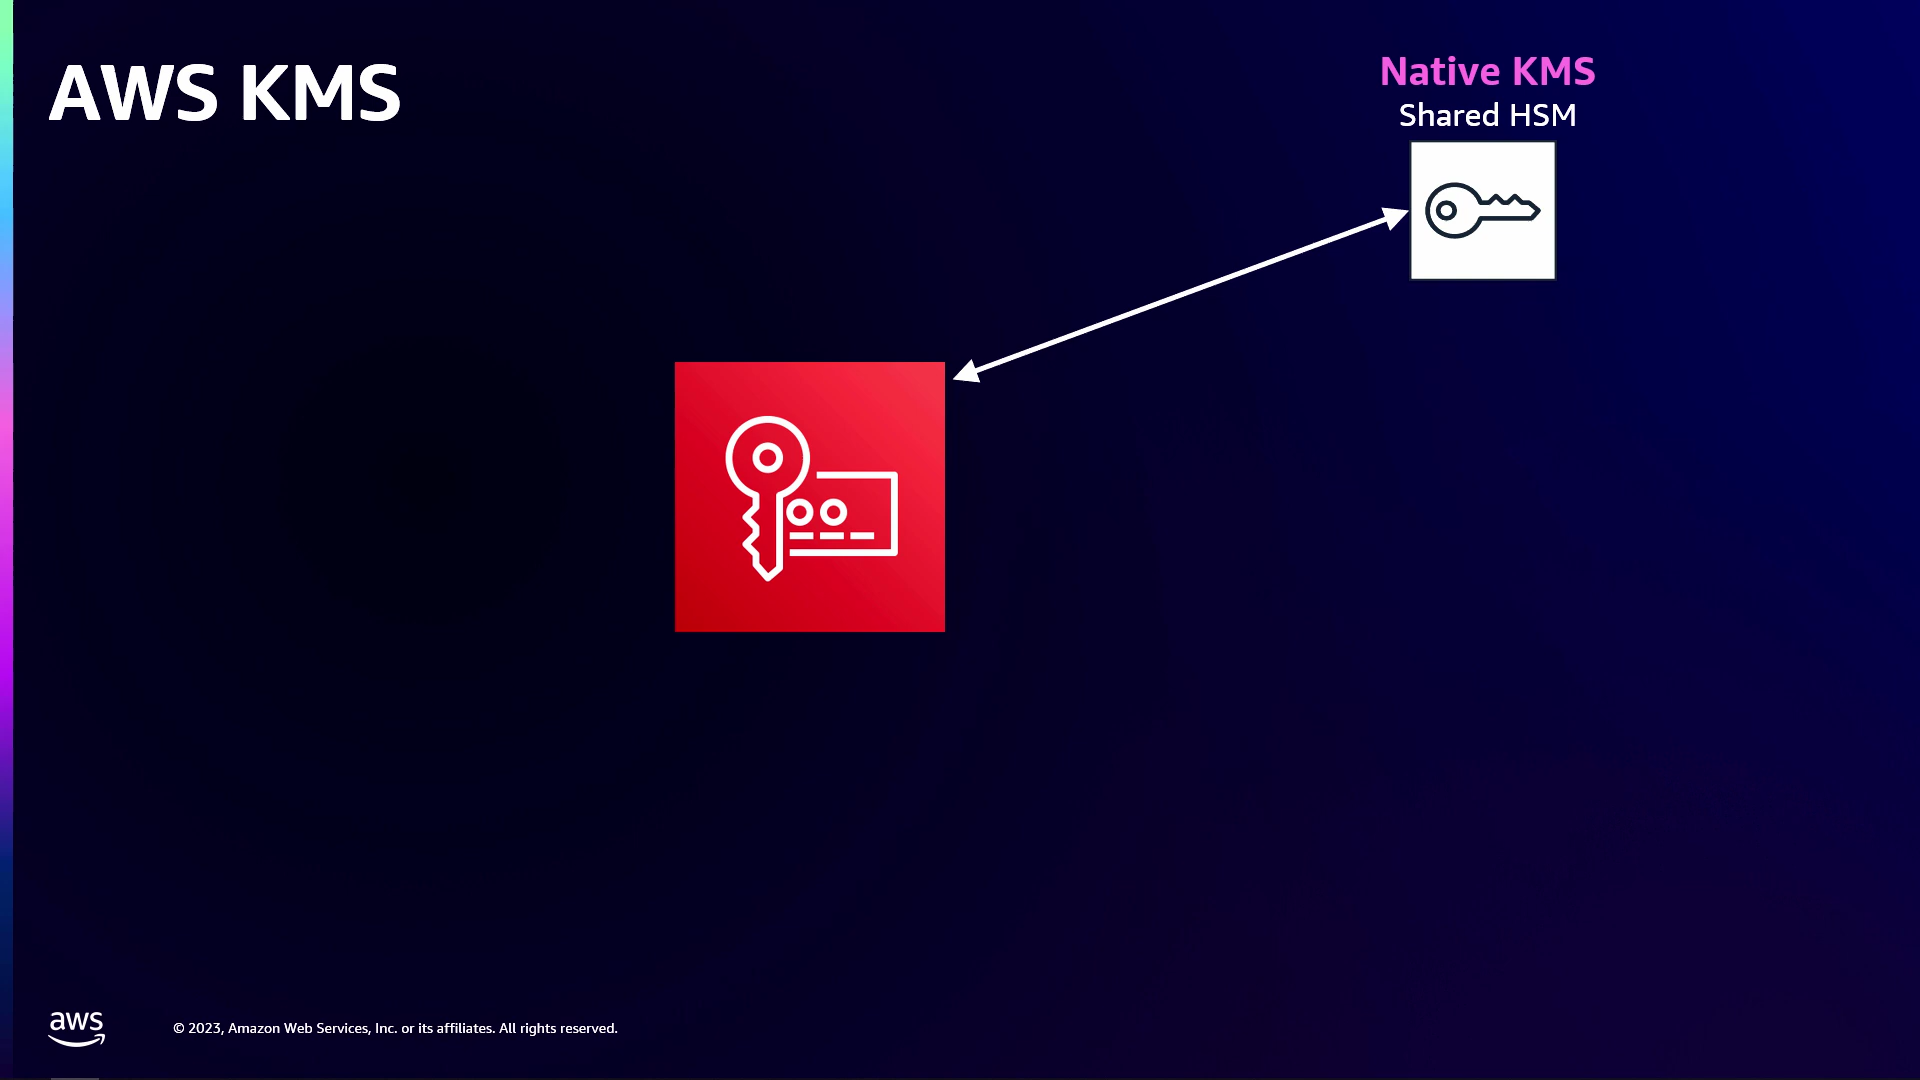 AWS KMS
Native KMS
Shared HSM
aws
© 2023, Amazon Web Services, Inc. or its affiliates. All rights reserved.